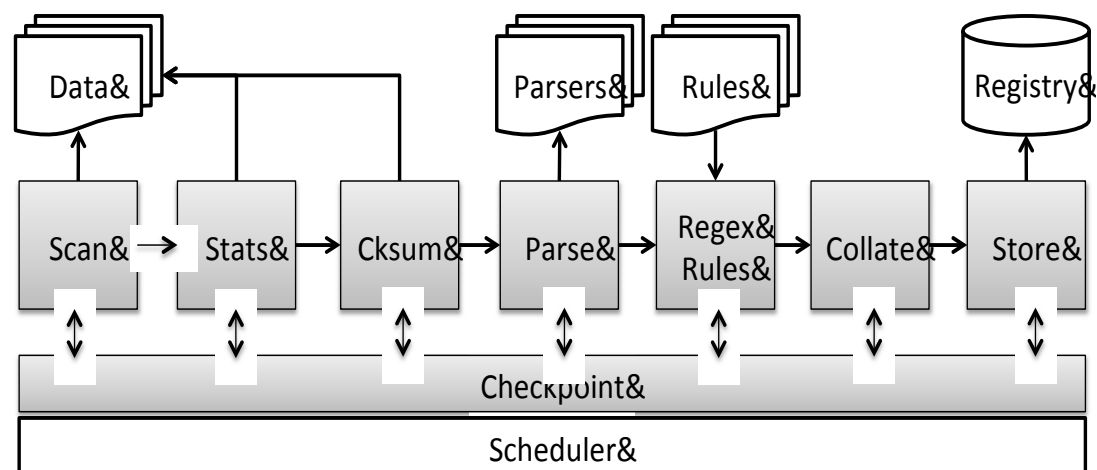 Data&
Parsers&
Rules&
Registry&
Scan&
Stats&
Cksum&
Parse&
Regex&
Rules&
Collate&
Store&
Checkpoint&
Scheduler&